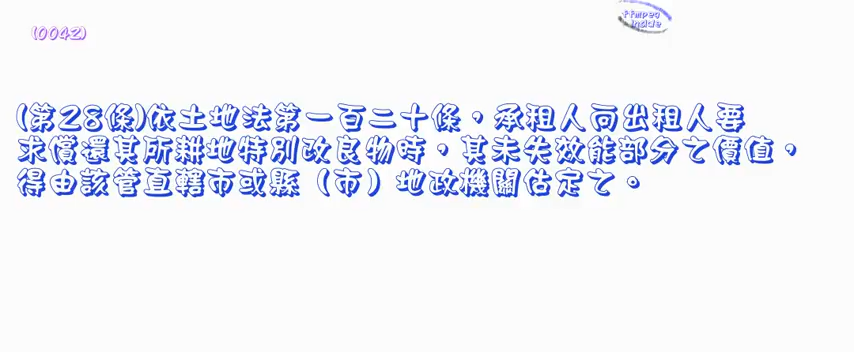 ffmpeg
inside
(0042)
(第28條)依土地法第一百二十條，承租人向出租人要
求償還其所耕地特別改良物時，其未失效能部分之價值，
得由該管直轄市或縣（市）地政機關估定之。